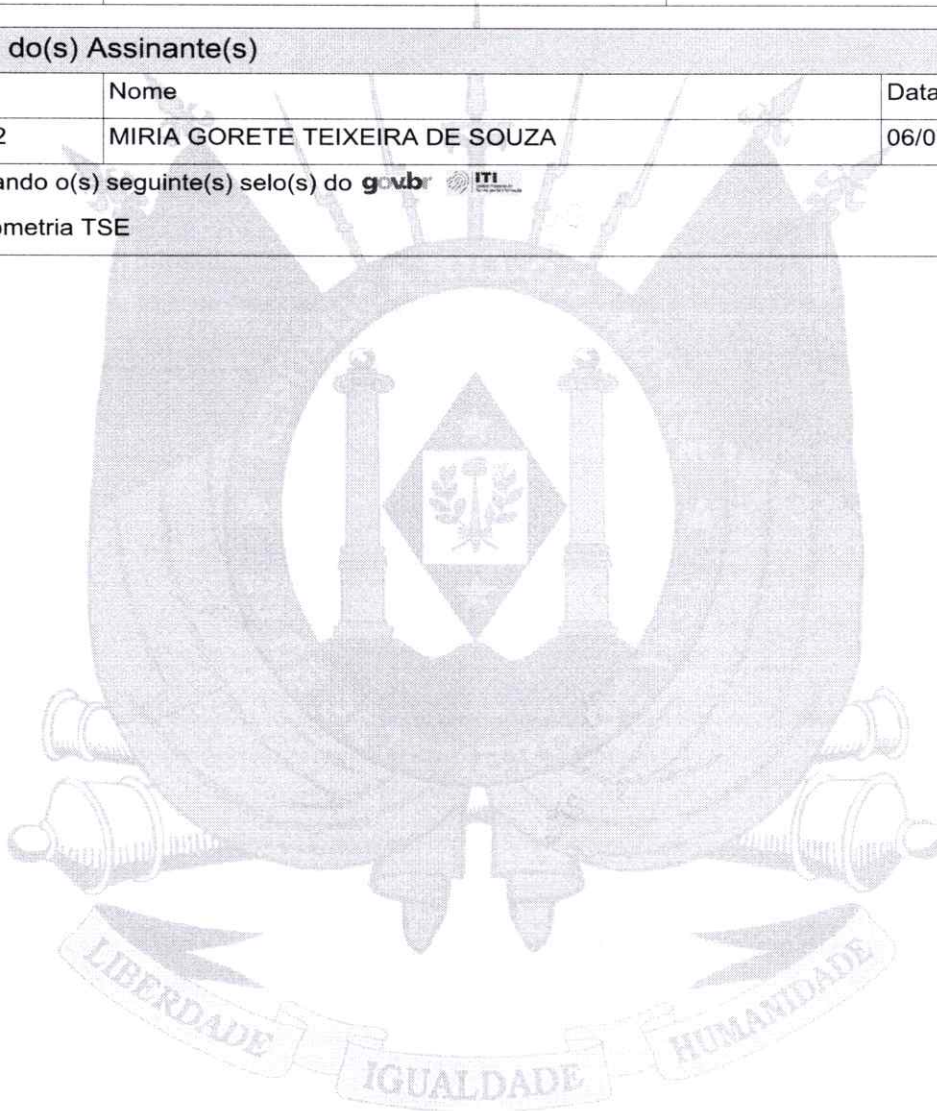 do(s) Assinante(s)
Nome Data
2 MIRIA GORETE TEIXEIRA DE SOUZA 06/0
ando o(s) seguinte(s) selo(s) do gov.br ITI
ometria TSE
LIBERDADE IGUALDADE HUMANIDADE